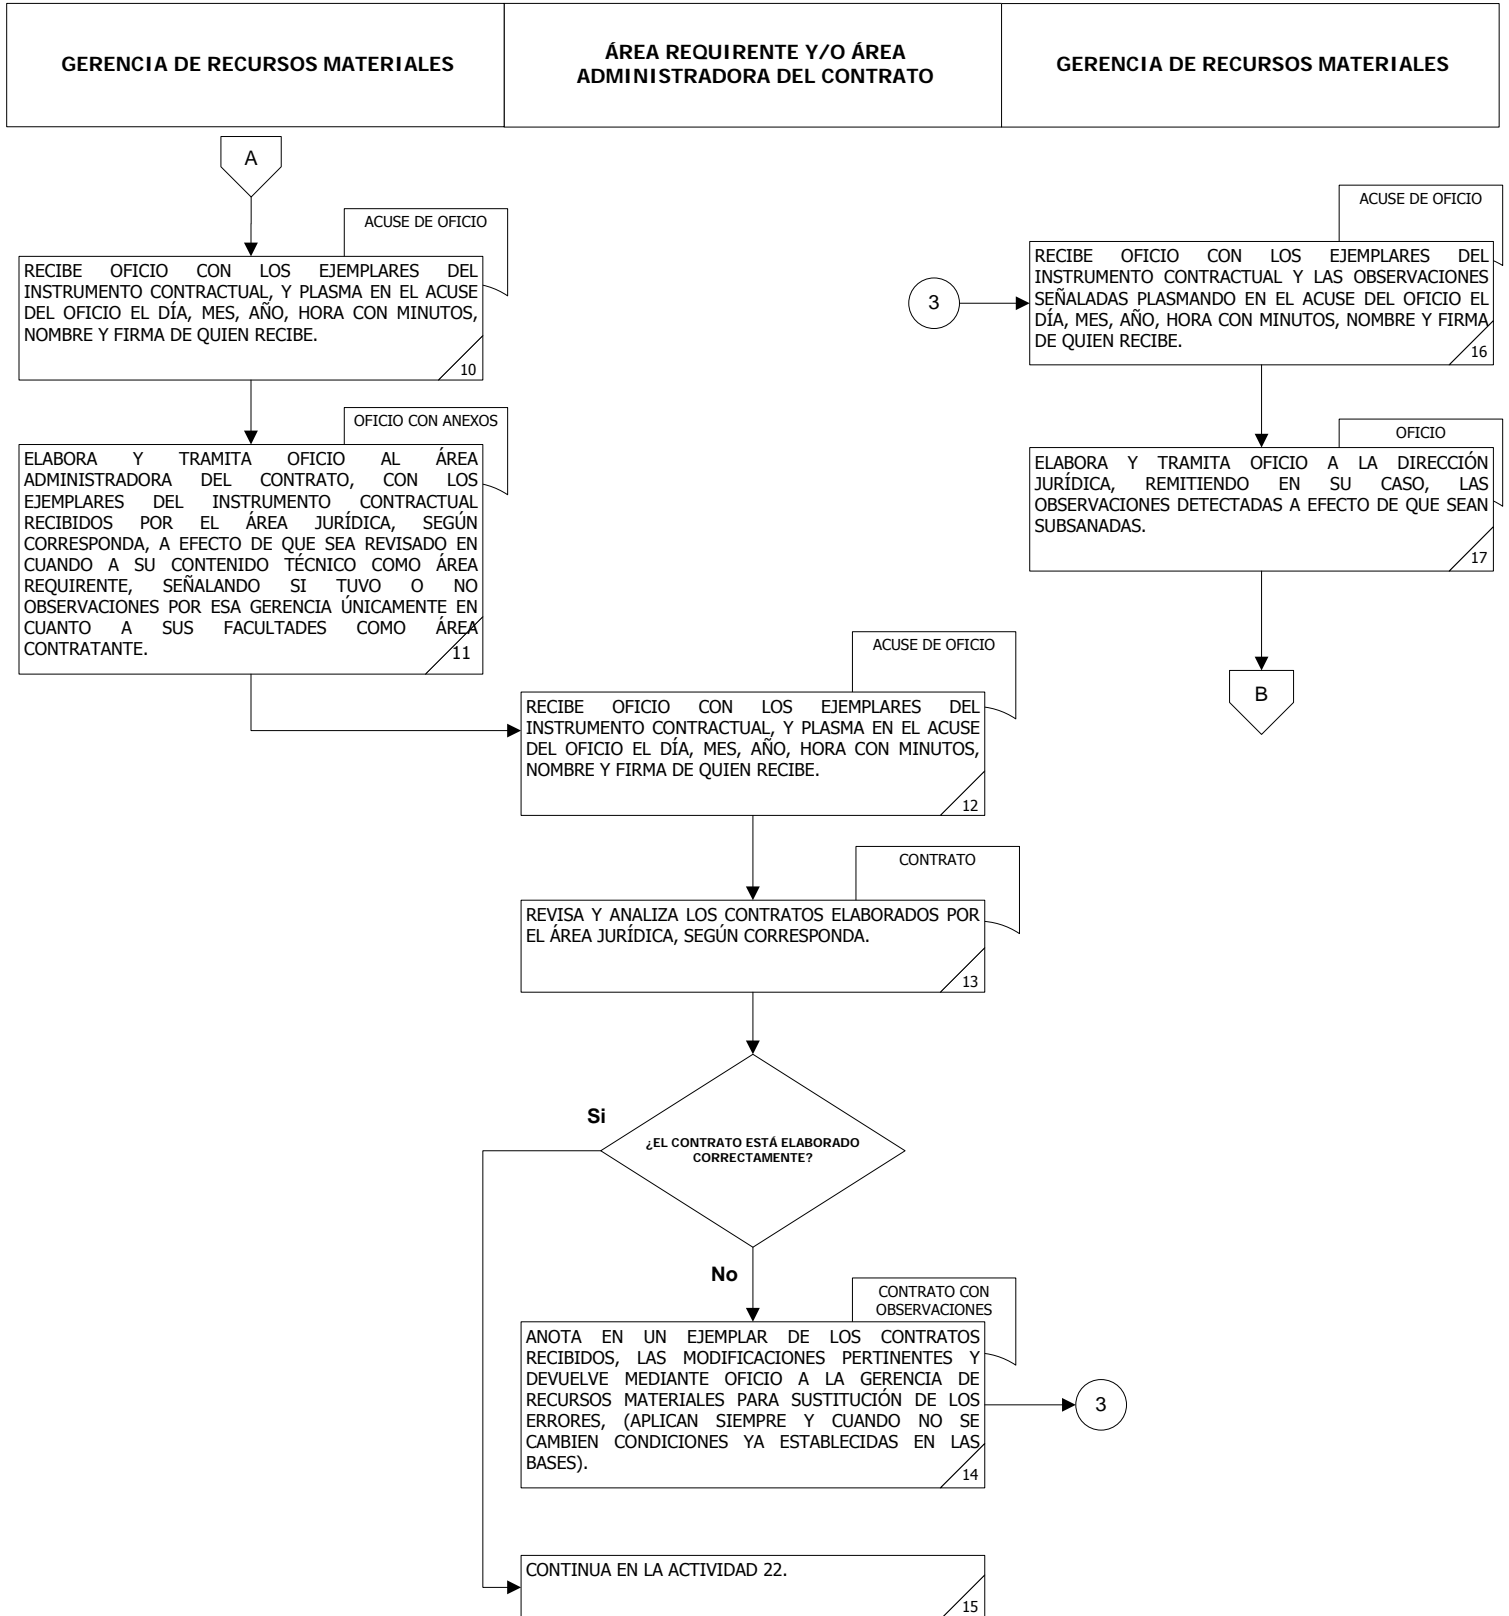 GERENCIA DE RECURSOS MATERIALES
ÁREA REQUIRENTE Y/O ÁREA
ADMINISTRADORA DEL CONTRATO
GERENCIA DE RECURSOS MATERIALES
A
ACUSE DE OFICIO
RECIBE OFICIO CON LOS EJEMPLARES DEL
INSTRUMENTO CONTRACTUAL, Y PLASMA EN EL ACUSE
DEL OFICIO EL DÍA, MES, AÑO, HORA CON MINUTOS,
NOMBRE Y FIRMA DE QUIEN RECIBE.
10
OFICIO CON ANEXOS
ELABORA Y TRAMITA OFICIO AL ÁREA
ADMINISTRADORA DEL CONTRATO, CON LOS
EJEMPLARES DEL INSTRUMENTO CONTRACTUAL
RECIBIDOS POR EL ÁREA JURÍDICA, SEGÚN
CORRESPONDA, A EFECTO DE QUE SEA REVISADO EN
CUANDO A SU CONTENIDO TÉCNICO COMO ÁREA
REQUIRENTE, SEÑALANDO SI TUVO O NO
OBSERVACIONES POR ESA GERENCIA ÚNICAMENTE EN
CUANTO A SUS FACULTADES COMO ÁREA
CONTRATANTE.
11
ACUSE DE OFICIO
RECIBE OFICIO CON LOS EJEMPLARES DEL
INSTRUMENTO CONTRACTUAL, Y PLASMA EN EL ACUSE
DEL OFICIO EL DÍA, MES, AÑO, HORA CON MINUTOS,
NOMBRE Y FIRMA DE QUIEN RECIBE.
12
CONTRATO
REVISA Y ANALIZA LOS CONTRATOS ELABORADOS POR
EL ÁREA JURÍDICA, SEGÚN CORRESPONDA.
13
Si
¿EL CONTRATO ESTÁ ELABORADO
CORRECTAMENTE?
No
CONTRATO CON
OBSERVACIONES
ANOTA EN UN EJEMPLAR DE LOS CONTRATOS
RECIBIDOS, LAS MODIFICACIONES PERTINENTES Y
DEVUELVE MEDIANTE OFICIO A LA GERENCIA DE
RECURSOS MATERIALES PARA SUSTITUCIÓN DE LOS
ERRORES, (APLICAN SIEMPRE Y CUANDO NO SE
CAMBIEN CONDICIONES YA ESTABLECIDAS EN LAS
BASES).
14
3
CONTINUA EN LA ACTIVIDAD 22.
15
3
ACUSE DE OFICIO
RECIBE OFICIO CON LOS EJEMPLARES DEL
INSTRUMENTO CONTRACTUAL Y LAS OBSERVACIONES
SEÑALADAS PLASMANDO EN EL ACUSE DEL OFICIO EL
DÍA, MES, AÑO, HORA CON MINUTOS, NOMBRE Y FIRMA
DE QUIEN RECIBE.
16
OFICIO
ELABORA Y TRAMITA OFICIO A LA DIRECCIÓN
JURÍDICA, REMITIENDO EN SU CASO, LAS
OBSERVACIONES DETECTADAS A EFECTO DE QUE SEAN
SUBSANADAS.
17
B